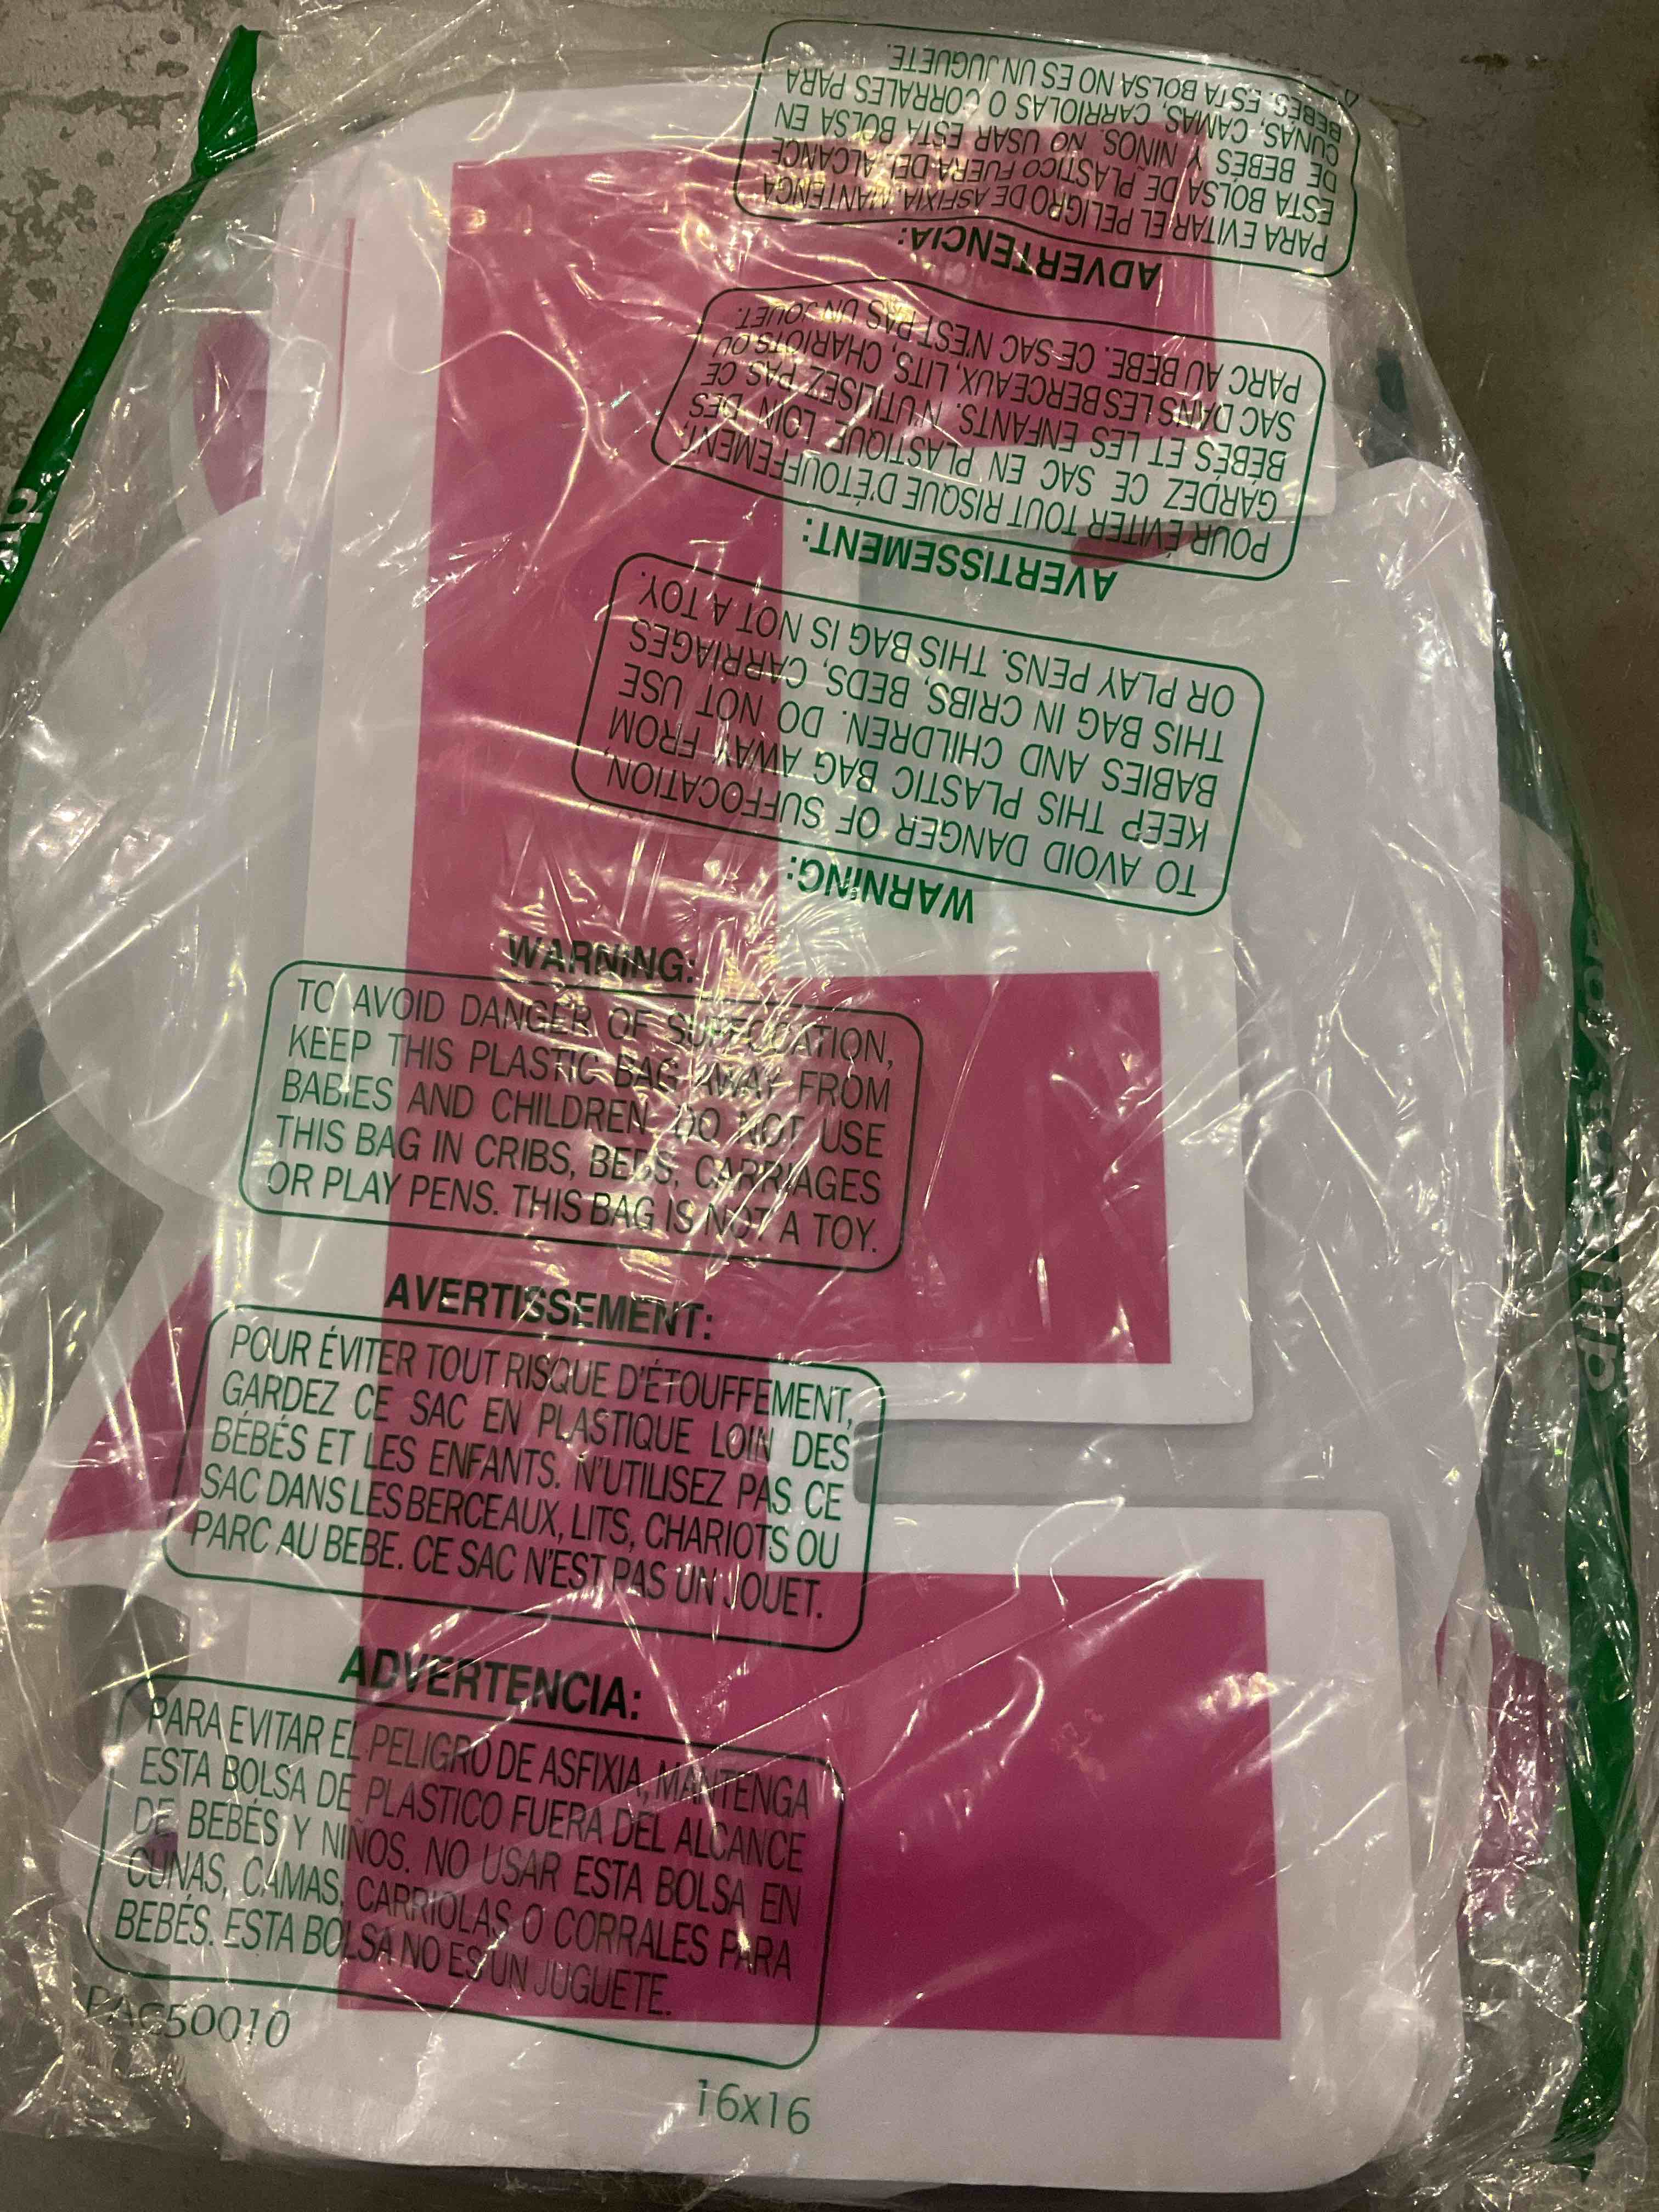 WARNING:
TO AVOID DANGER OF SUFFOCATION,
KEEP THIS PLASTIC BAG AWAY FROM
BABIES AND CHILDREN. DO NOT USE
THIS BAG IN CRIBS, BEDS, CARRIAGES
OR PLAY PENS. THIS BAG IS NOT A TOY.
AVERTISSEMENT:
POUR ÉVITER TOUT RISQUE D'ÉTOUFFEMENT,
GARDEZ CE SAC EN PLASTIQUE LOIN DES
BÉBÉS ET LES ENFANTS. N'UTILISEZ PAS CE
SAC DANS LES BERCEAUX, LITS, CHARIOTS OU
PARC AU BEBE. CE SAC N'EST PAS UN JOUET.
ADVERTENCIA:
PARA EVITAR EL PELIGRO DE ASFIXIA, MANTENGA
ESTA BOLSA DE PLASTICO FUERA DEL ALCANCE
DE BEBÉS Y NIÑOS. NO USAR ESTA BOLSA EN
CUNAS, CAMAS, CARRIOLAS O CORRALES PARA
BEBÉS. ESTA BOLSA NO ES UN JUGUETE.
PAC50010
16x16
WARNING:
TO AVOID DANGER OF SUFFOCATION,
KEEP THIS PLASTIC BAG AWAY FROM
BABIES AND CHILDREN. DO NOT USE
THIS BAG IN CRIBS, BEDS, CARRIAGES
OR PLAY PENS. THIS BAG IS NOT A TOY.
AVERTISSEMENT:
POUR ÉVITER TOUT RISQUE D'ÉTOUFFEMENT,
GARDEZ CE SAC EN PLASTIQUE LOIN DES
BÉBÉS ET LES ENFANTS. N'UTILISEZ PAS CE
SAC DANS LES BERCEAUX, LITS, CHARIOTS OU
PARC AU BEBE. CE SAC N'EST PAS UN JOUET.
ADVERTENCIA:
PARA EVITAR EL PELIGRO DE ASFIXIA, MANTENGA
ESTA BOLSA DE PLASTICO FUERA DEL ALCANCE
DE BEBÉS Y NIÑOS. NO USAR ESTA BOLSA EN
CUNAS, CAMAS, CARRIOLAS O CORRALES PARA
BEBÉS. ESTA BOLSA NO ES UN JUGUETE.